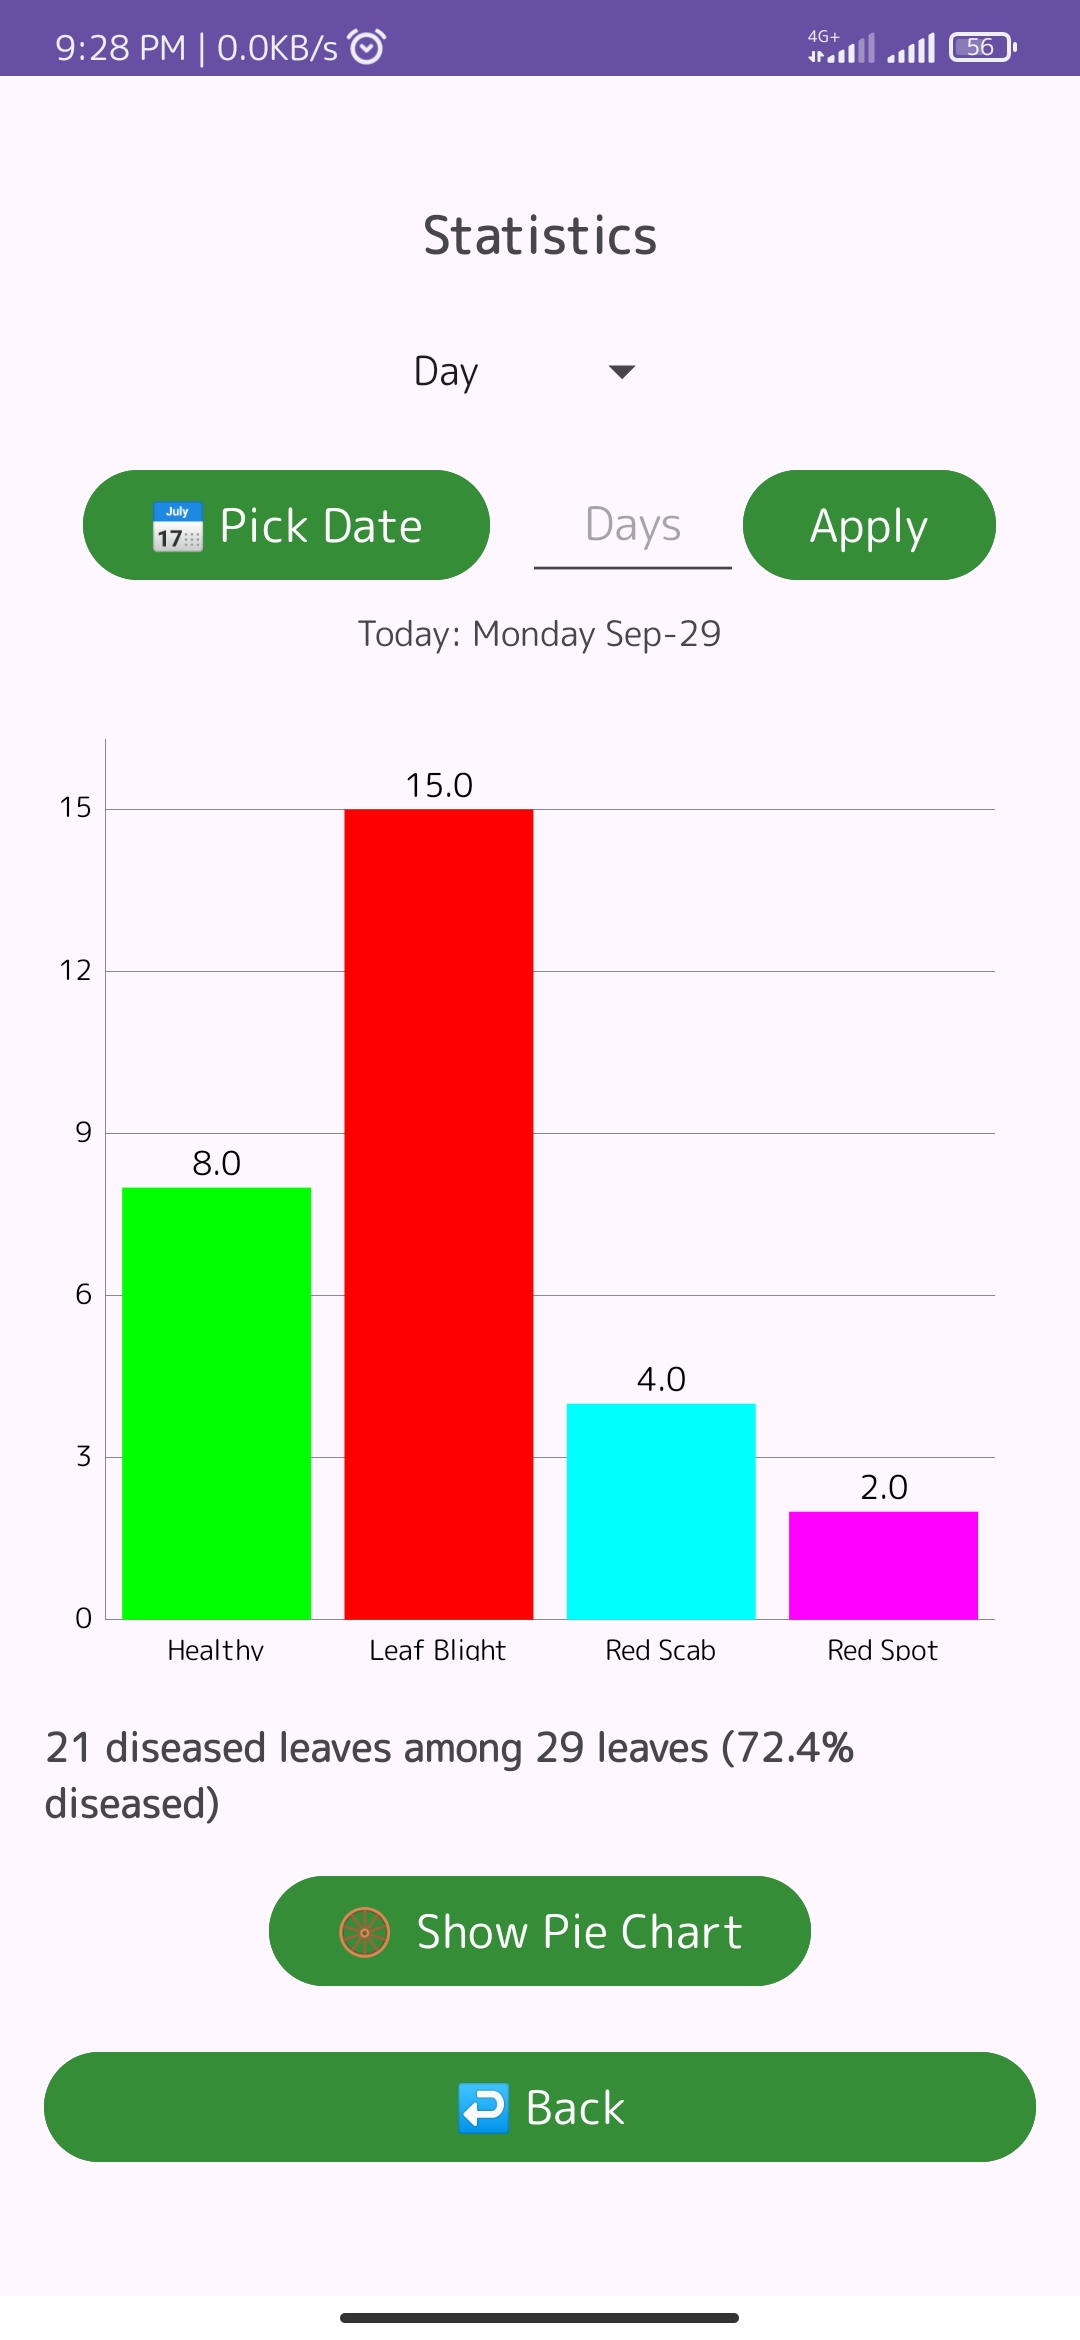 9:28 PM | 0.0KB/s
4G+
56
Statistics
Day
July
17
Pick Date
Days
Apply
Today: Monday Sep-29
15.0
15
12
9
8.0
6
4.0
3
2.0
0
Healthy
Leaf Blight
Red Scab
Red Spot
21 diseased leaves among 29 leaves (72.4%
diseased)
Show Pie Chart
Back